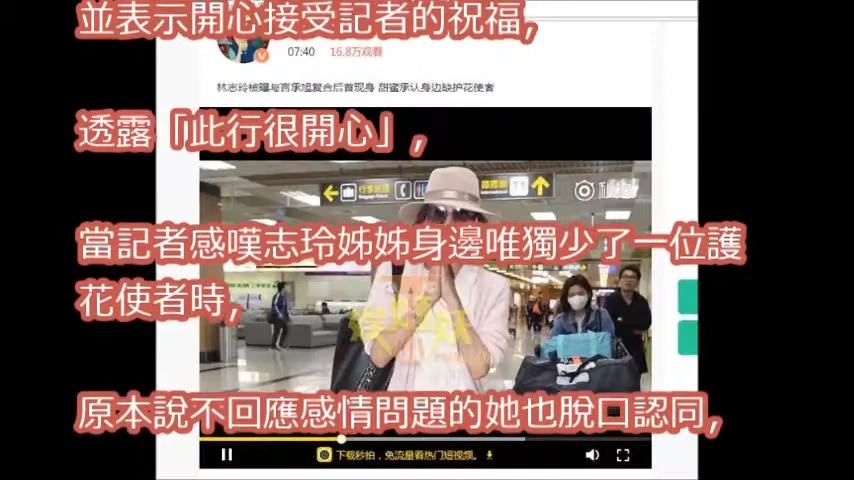 並表示開心接受記者的祝福，
07:40 16.8万观看
林志玲被曝与言承旭复合后首现身 甜蜜承认身边缺护花使者
透露「此行很開心」，
當記者感嘆志玲姊姊身邊唯獨少了一位護
花使者時，
原本說不回應感情問題的她也脫口認同，
下载秒拍，免流量看热门短视频。